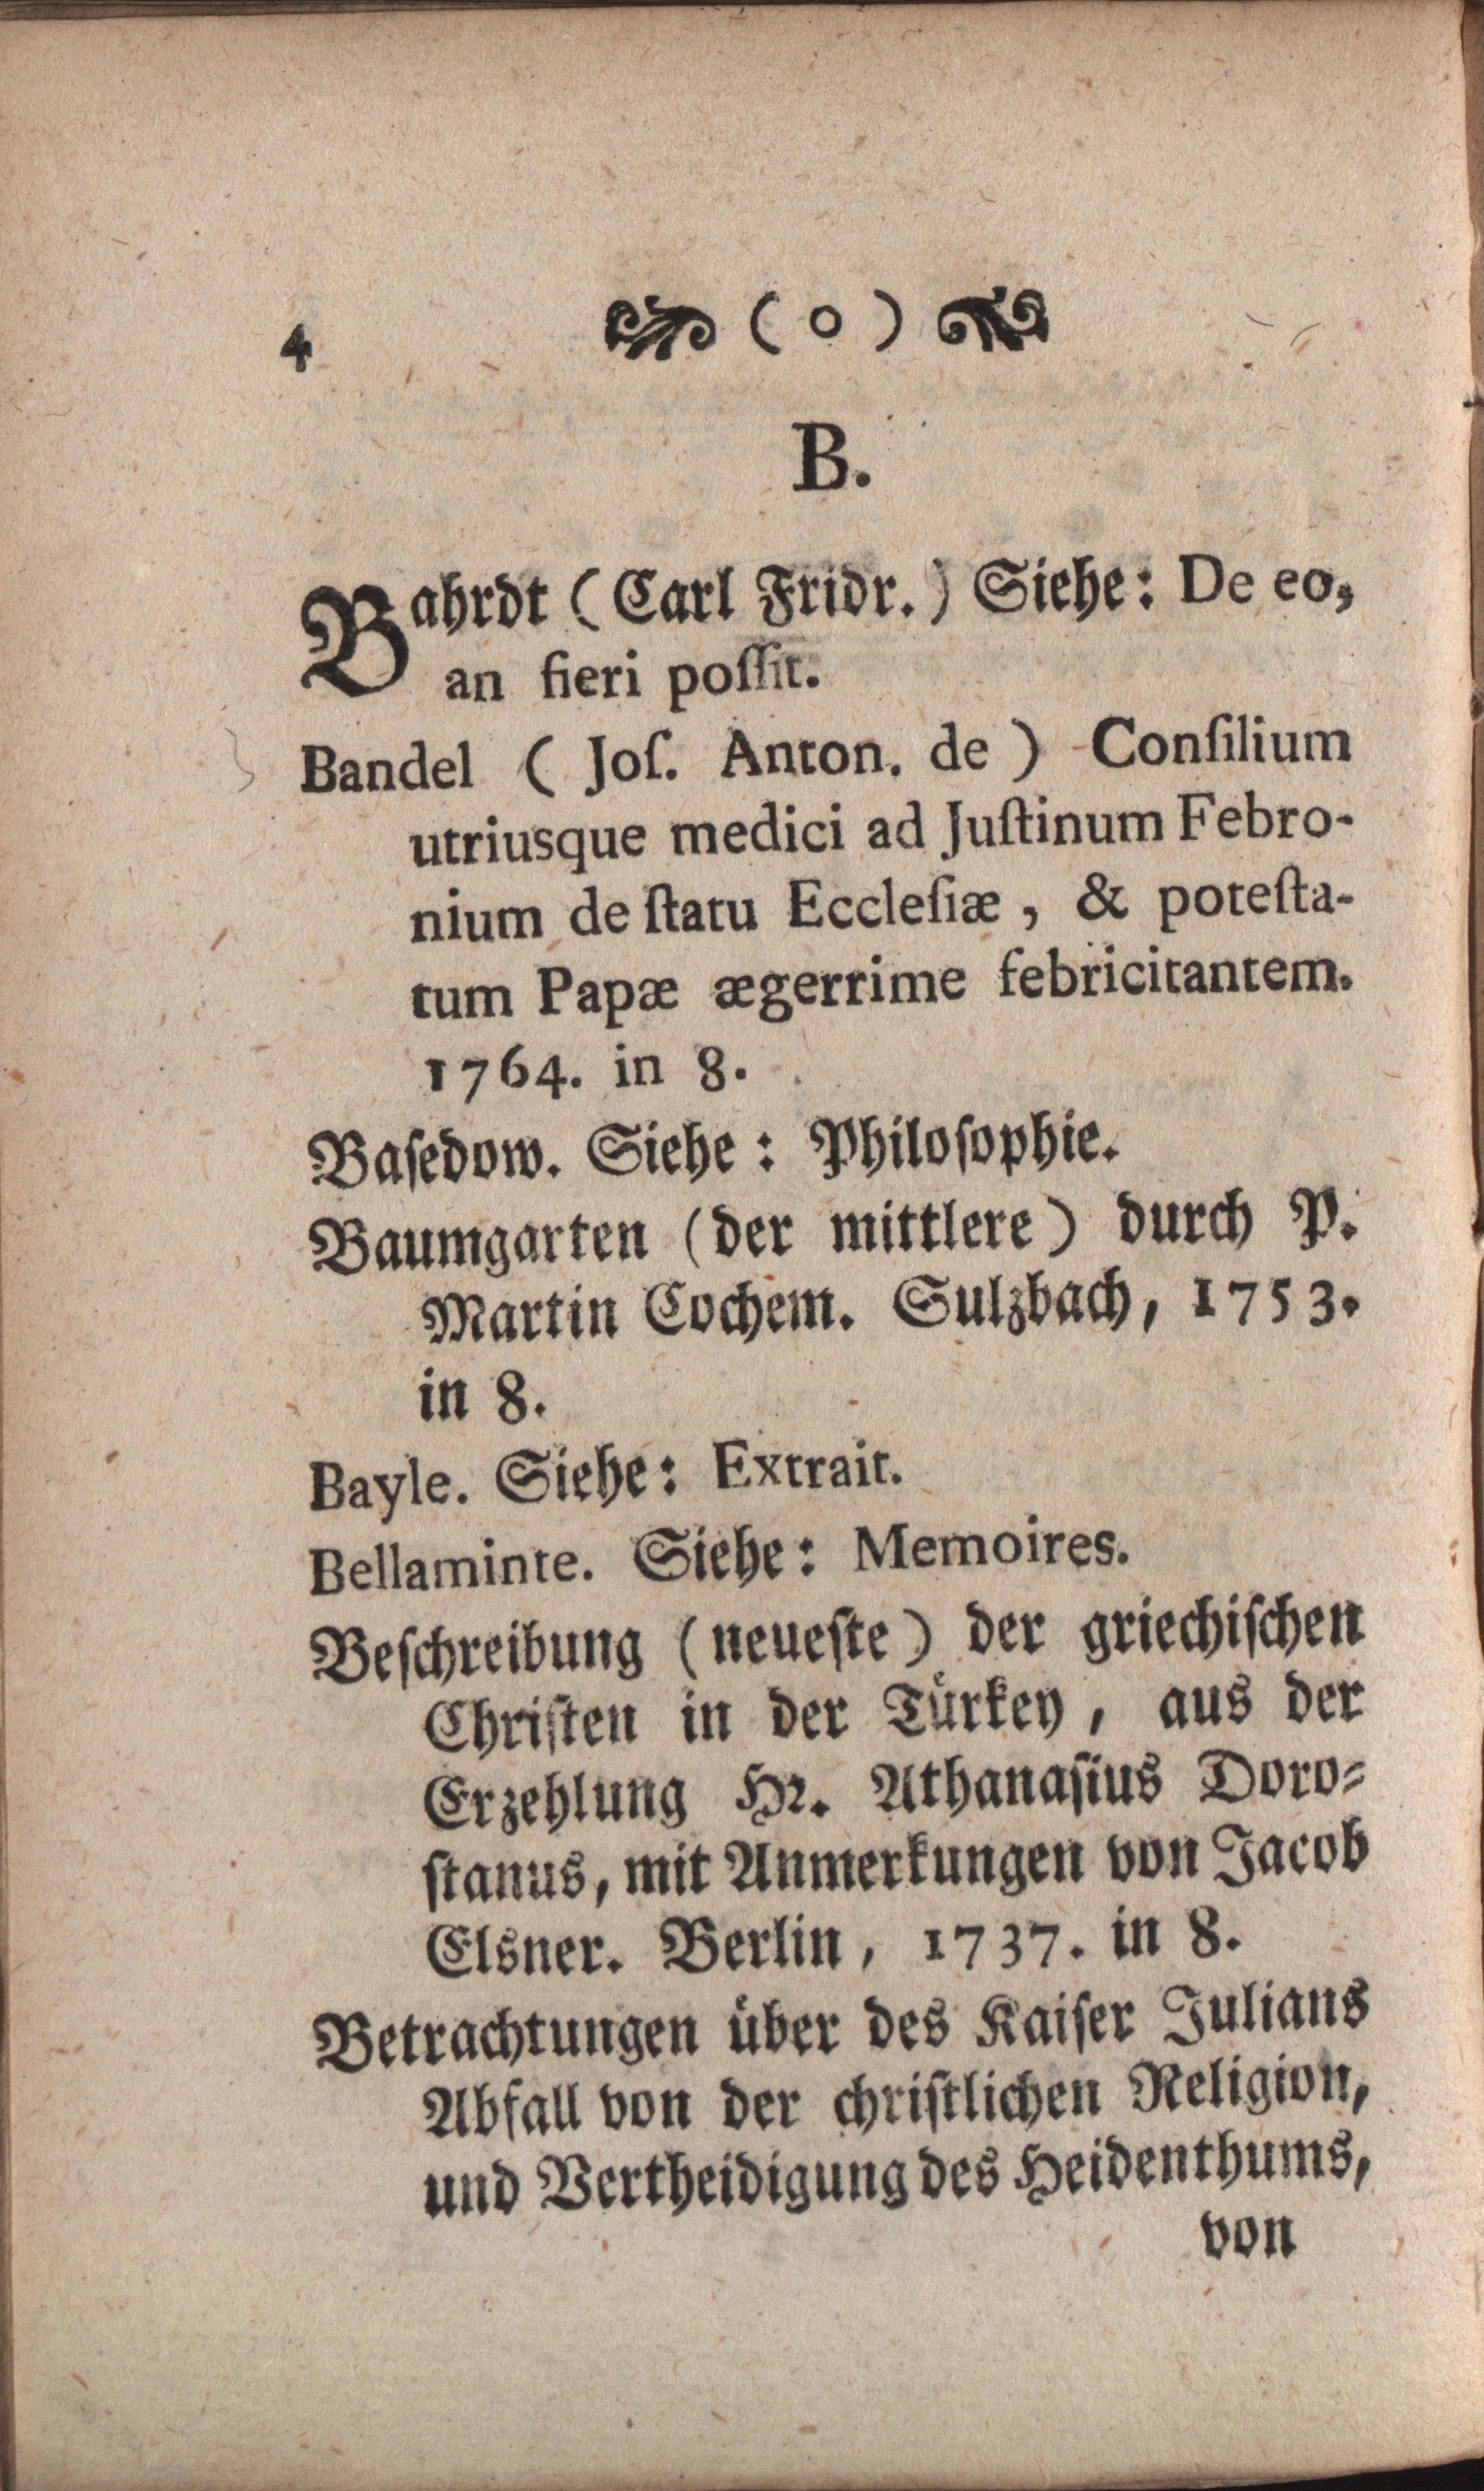 4 ( o )
B.
Bahrdt (Carl Fridr.) Siehe: De eo,
an fieri poſſit.
Bandel ( Joſ. Anton. de ) Conſilium
utriusque medici ad Juſtinum Febro-
nium de ſtatu Eccleſiæ, & poteſta-
tum Papæ ægerrime febricitantem.
1764. in 8.
Baſedow. Siehe: Philoſophie.
Baumgarten (der mittlere) durch P.
Martin Cochem. Sulzbach, 1753.
in 8.
Bayle. Siehe: Extrait.
Bellaminte. Siehe: Memoires.
Beſchreibung (neueſte) der griechiſchen
Chriſten in der Tuͤrkey, aus der
Erzehlung Hr. Athanaſius Doro-
ſtanus, mit Anmerkungen von Jacob
Elsner. Berlin, 1737. in 8.
Betrachtungen uͤber des Kaiſer Julians
Abfall von der chriſtlichen Religion,
und Vertheidigung des Heidenthums,
von